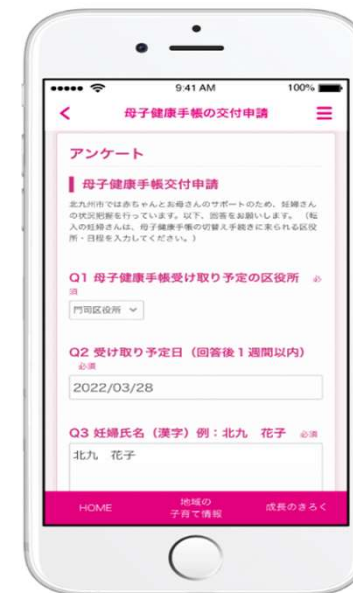 9:41 AM 100%
母子健康手帳の交付申請
アンケート
母子健康手帳交付申請
北九州市では赤ちゃんとお母さんのサポートのため、妊婦さん
の状況把握を行っています。以下、回答をお願いします。（転
入の妊婦さんは、母子健康手帳の切替え手続きに来られる区役
所・日程を入力してください。）
Q1 母子健康手帳受け取り予定の区役所 必
須
門司区役所
Q2 受け取り予定日（回答後１週間以内）
必須
2022/03/28
Q3 妊婦氏名（漢字）例：北九　花子 必須
北九　花子
HOME 地域の 成長のきろく
子育て情報